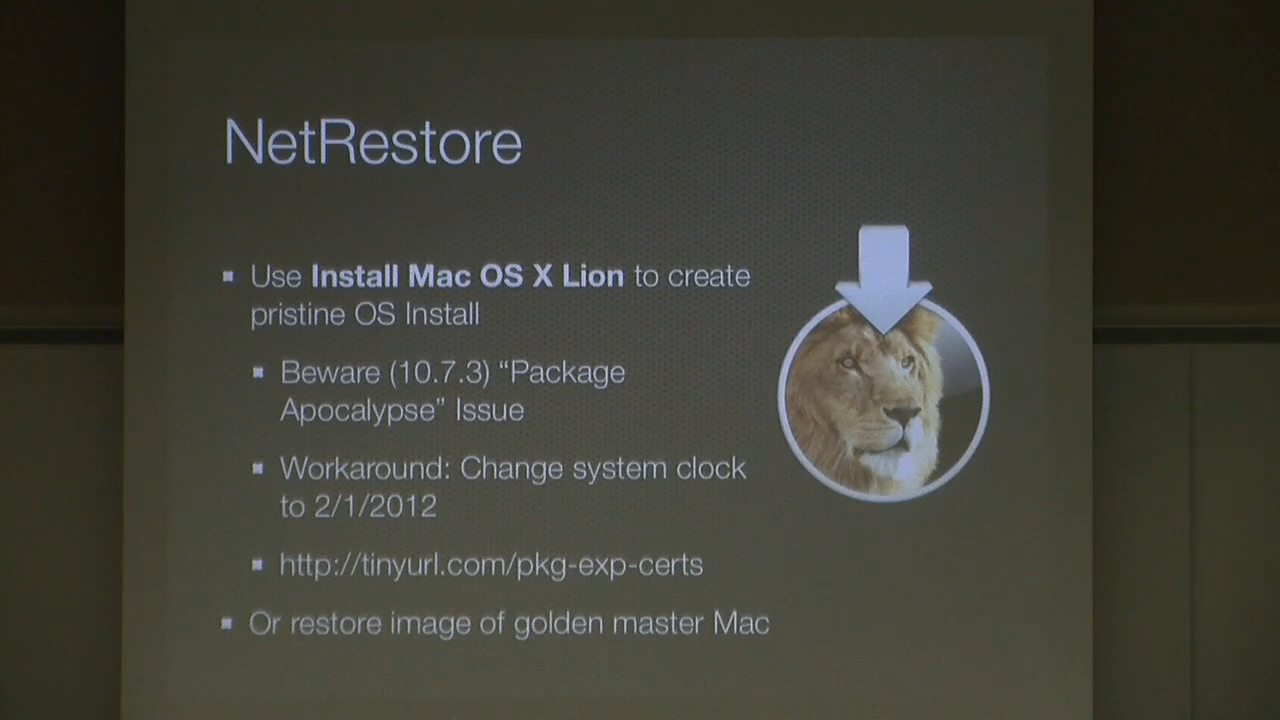 NetRestore
Use Install Mac OS X Lion to create
pristine OS Install
Beware (10.7.3) “Package
Apocalypse” Issue
Workaround: Change system clock
to 2/1/2012
http://tinyurl.com/pkg-exp-certs
Or restore image of golden master Mac